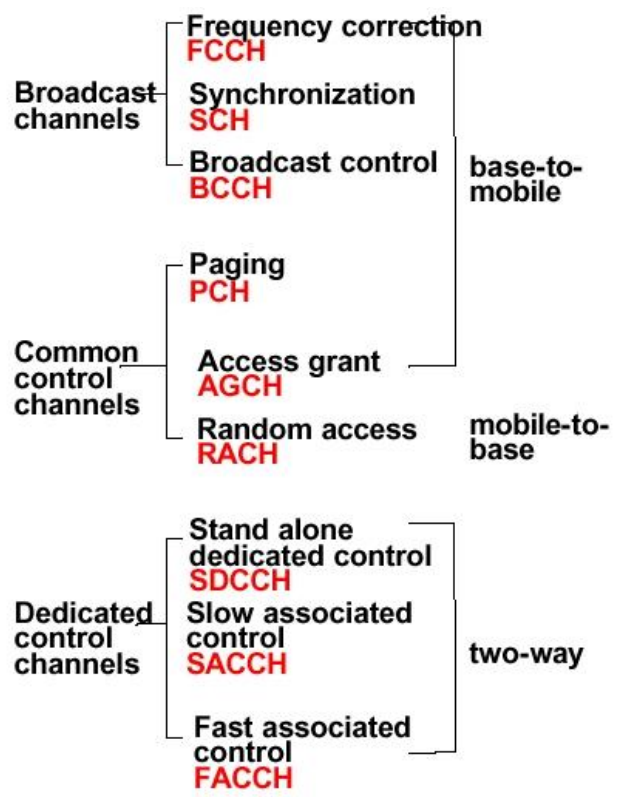 Broadcast
channels
Frequency correction
FCCH
Synchronization
SCH
Broadcast control
BCCH
base-to-
mobile
Common
control
channels
Paging
PCH
Access grant
AGCH
Random access
RACH
mobile-to-
base
Dedicated
control
channels
Stand alone
dedicated control
SDCCH
Slow associated
control
SACCH
Fast associated
control
FACCH
two-way